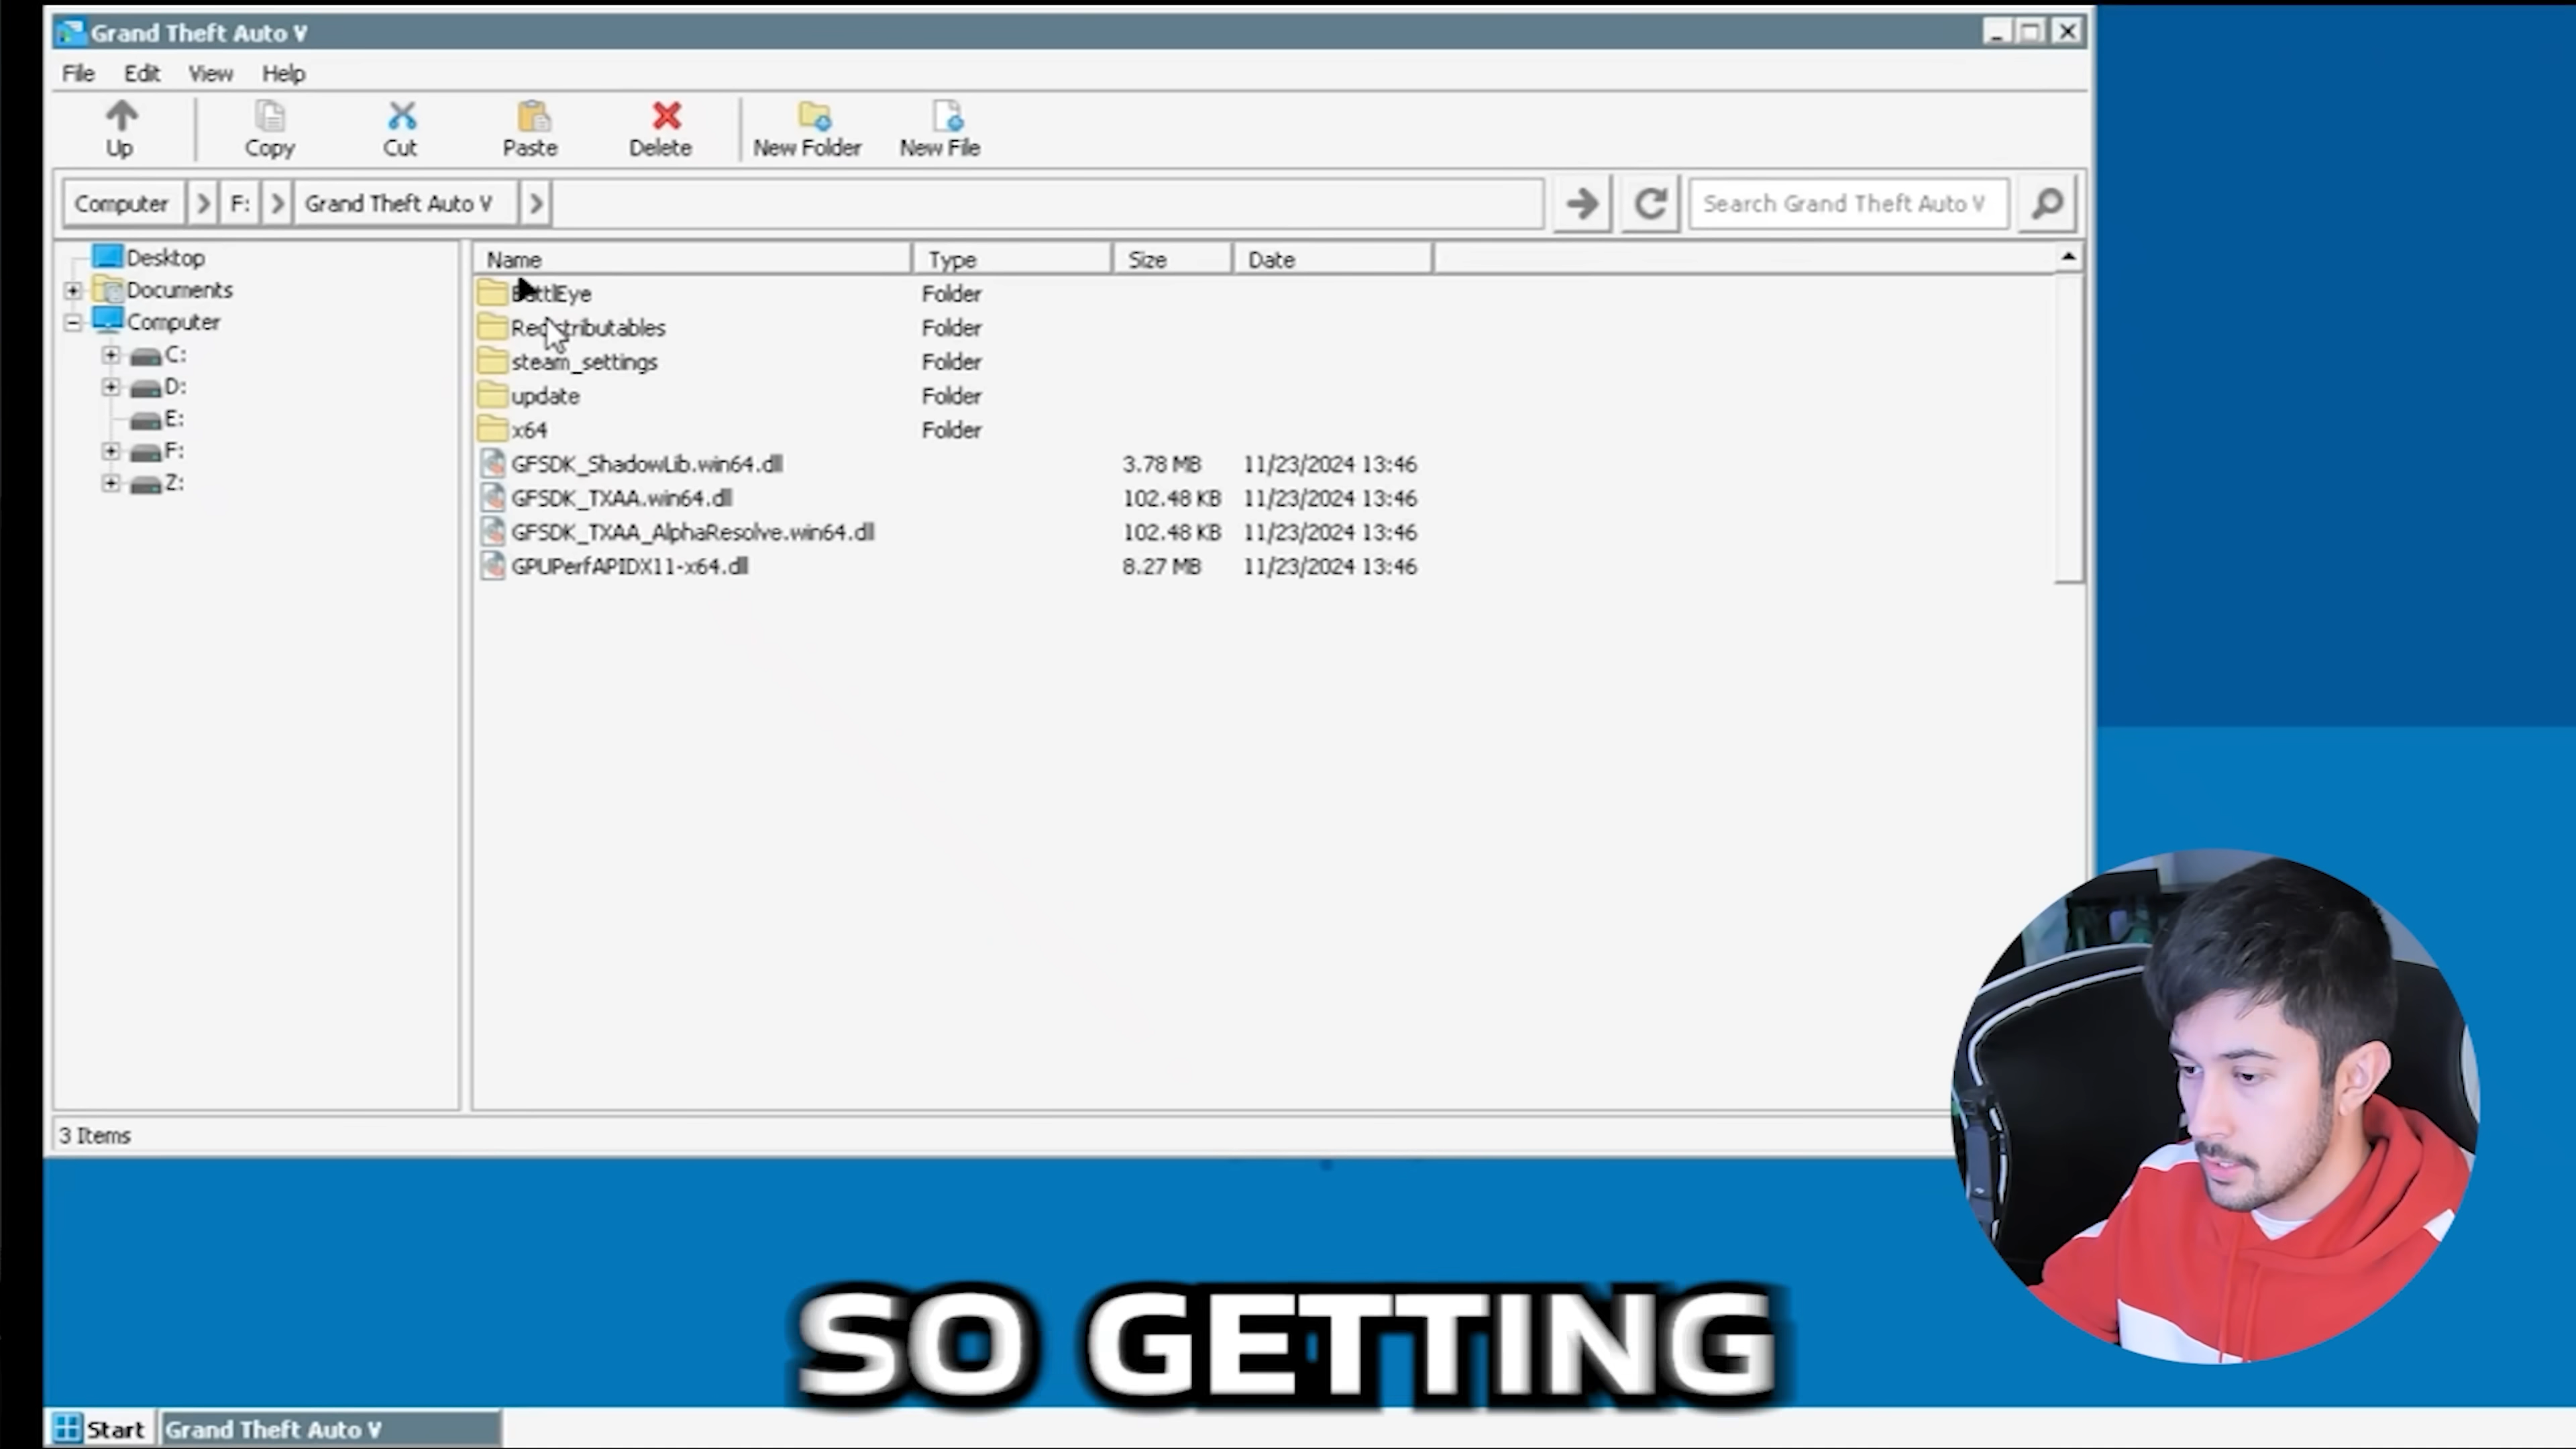 Grand Theft Auto V
File Edit View Help
Up Copy Cut Paste Delete New Folder New File
Computer F: Grand Theft Auto V Search Grand Theft Auto V
Desktop
Documents
Computer
C:
D:
E:
F:
Z:
Name Type Size Date
BattlEye Folder
Redistributables Folder
steam_settings Folder
update Folder
x64 Folder
GFSDK_ShadowLib.win64.dll 3.78 MB 11/23/2024 13:46
GFSDK_TXAA.win64.dll 102.48 KB 11/23/2024 13:46
GFSDK_TXAA_AlphaResolve.win64.dll 102.48 KB 11/23/2024 13:46
GPUPerfAPIDX11-x64.dll 8.27 MB 11/23/2024 13:46
3 Items
SO GETTING
Start Grand Theft Auto V